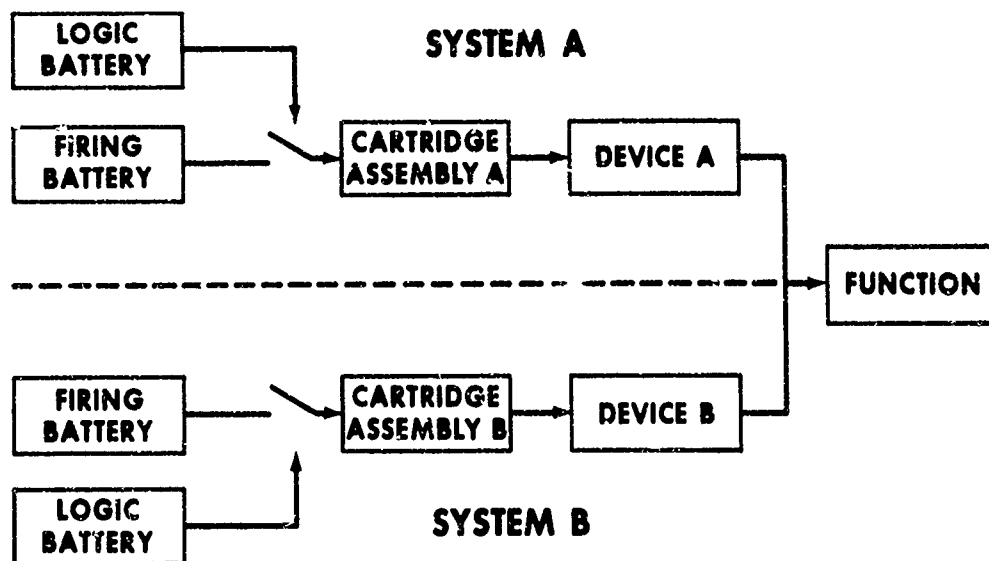 LOGIC
BATTERY
SYSTEM A
FIRING
BATTERY
CARTRIDGE
ASSEMBLY A
DEVICE A
FUNCTION
FIRING
BATTERY
CARTRIDGE
ASSEMBLY B
DEVICE B
LOGIC
BATTERY
SYSTEM B